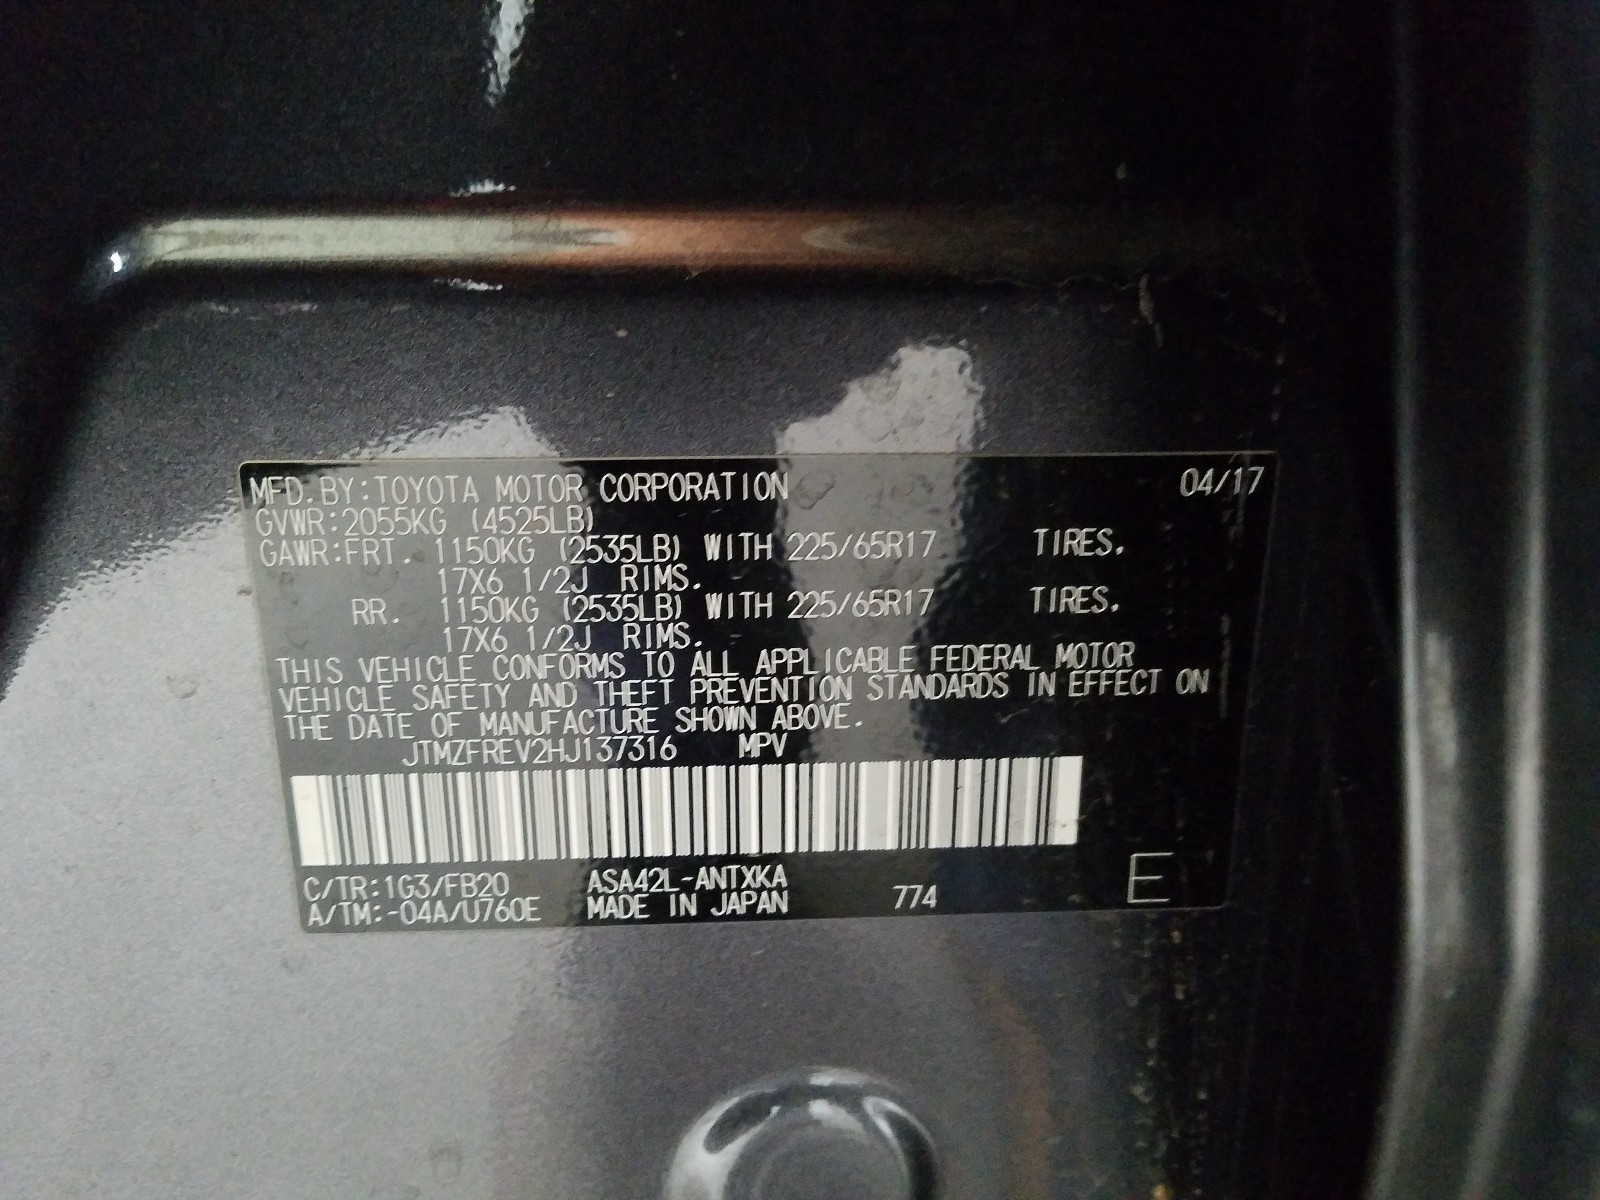 MFD. BY:TOYOTA MOTOR CORPORATION 04/17
GVWR:2055KG (4525LB)
GAWR:FRT. 1150KG (2535LB) WITH 225/65R17 TIRES.
17X6 1/2J RIMS.
RR. 1150KG (2535LB) WITH 225/65R17 TIRES.
17X6 1/2J RIMS.
THIS VEHICLE CONFORMS TO ALL APPLICABLE FEDERAL MOTOR
VEHICLE SAFETY AND THEFT PREVENTION STANDARDS IN EFFECT ON
THE DATE OF MANUFACTURE SHOWN ABOVE.
JTMZFREV2HJ137316 MPV
C/TR:1G3/FB20 ASA42L-ANTXKA
A/TM:-04A/U760E MADE IN JAPAN 774 E